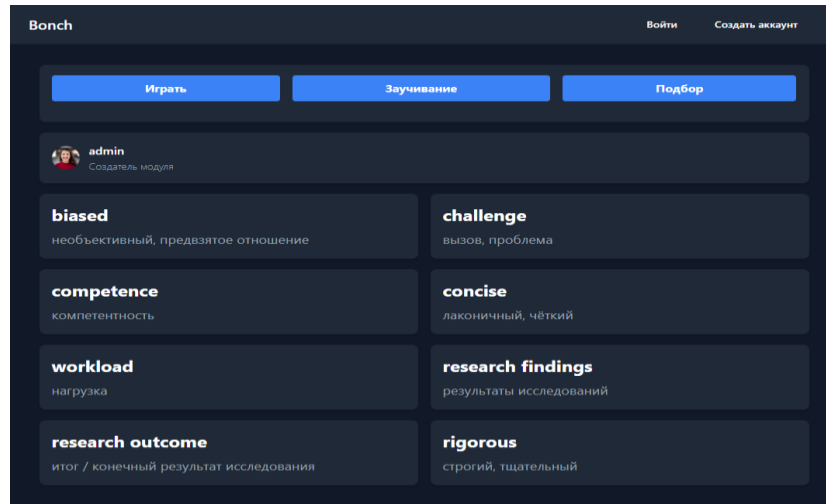 Bonch
Войти
Создать аккаунт
Играть
Заучивание
Подбор
admin
Создатель модуля
biased
необъективный, предвзятое отношение
challenge
вызов, проблема
competence
компетентность
concise
лаконичный, чёткий
workload
нагрузка
research findings
результаты исследований
research outcome
итог / конечный результат исследования
rigorous
строгий, тщательный